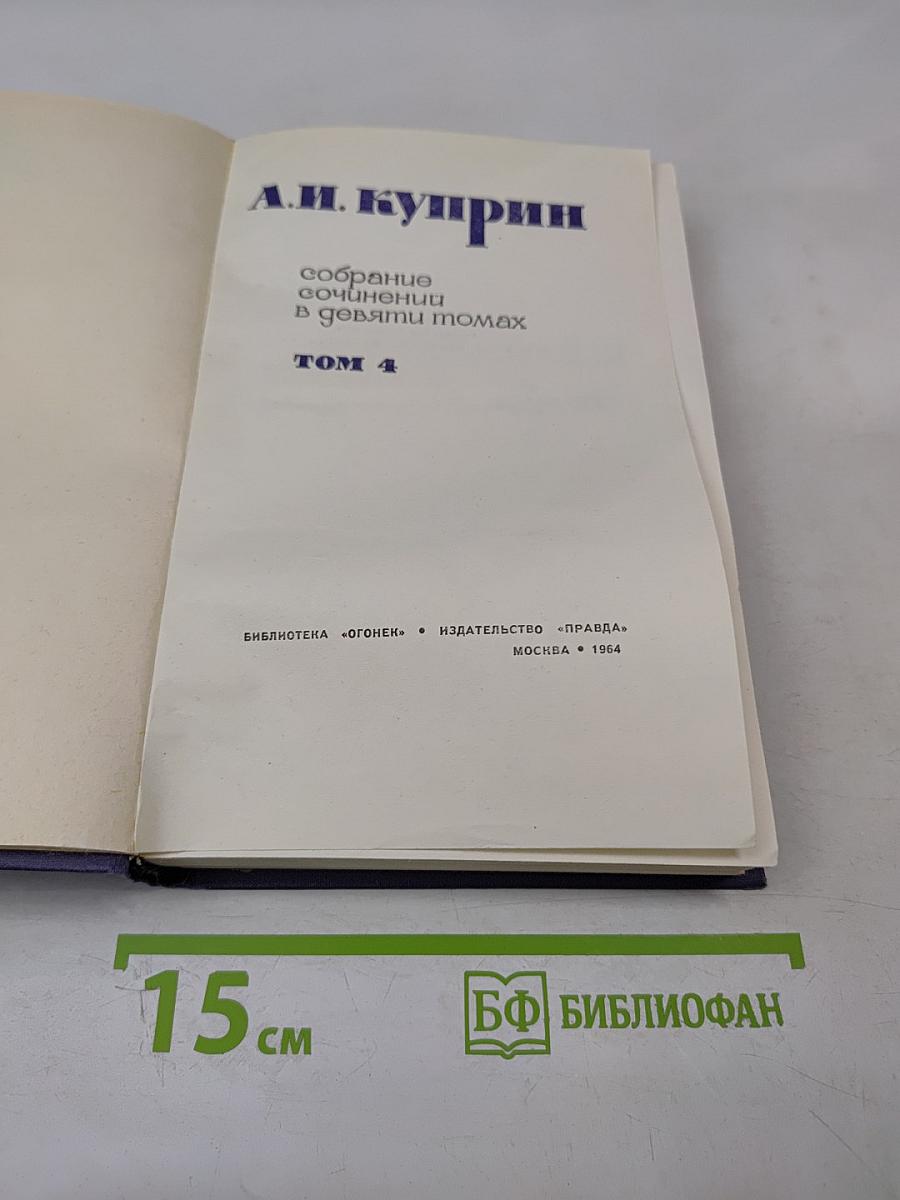 А.И. Куприн
собрание
сочинений
в девяти томах
ТОМ 4
БИБЛИОТЕКА «ОГОНЕК» • ИЗДАТЕЛЬСТВО «ПРАВДА»
МОСКВА • 1964
15 см
БФ БИБЛИОФАН